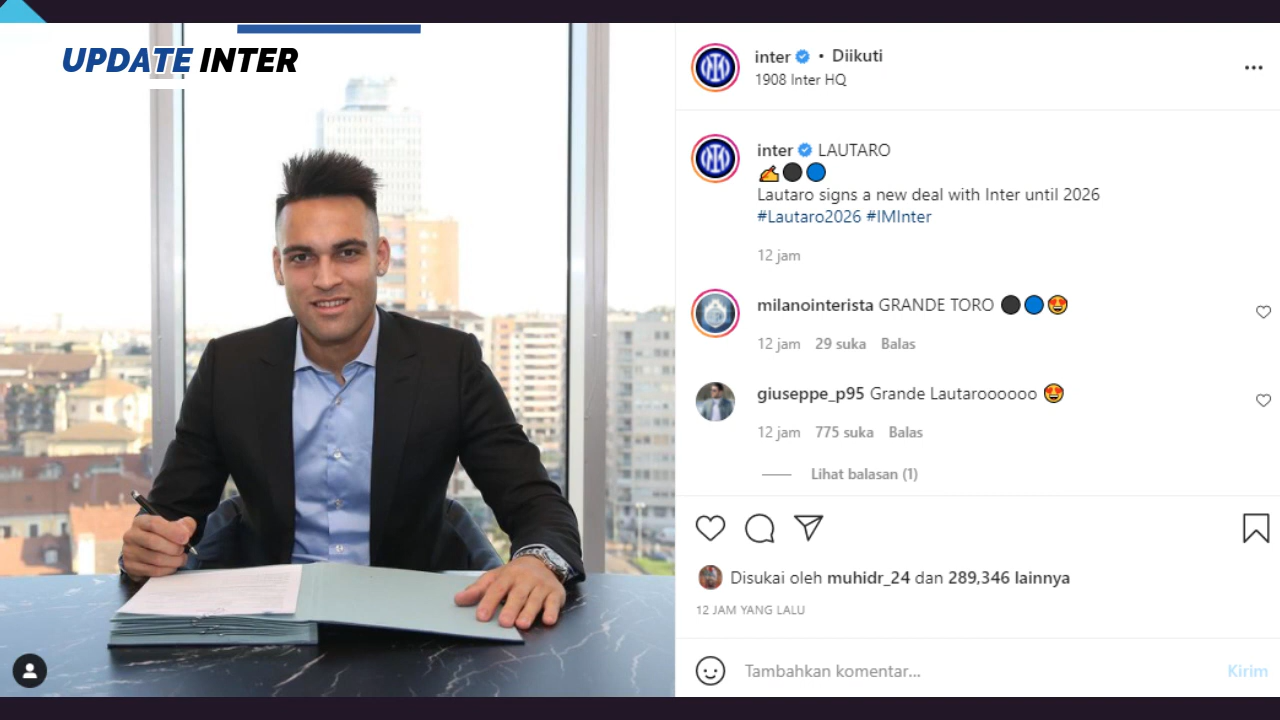 UPDATE INTER
inter • Diikuti
1908 Inter HQ
inter LAUTARO
✍️⚫🔵
Lautaro signs a new deal with Inter until 2026
#Lautaro2026 #IMInter
12 jam
milanointerista GRANDE TORO ⚫🔵🤩
12 jam 29 suka Balas
giuseppe_p95 Grande Lautaroooooo 🤩
12 jam 775 suka Balas
Lihat balasan (1)
Disukai oleh muhidr_24 dan 289,346 lainnya
12 JAM YANG LALU
Tambahkan komentar... Kirim